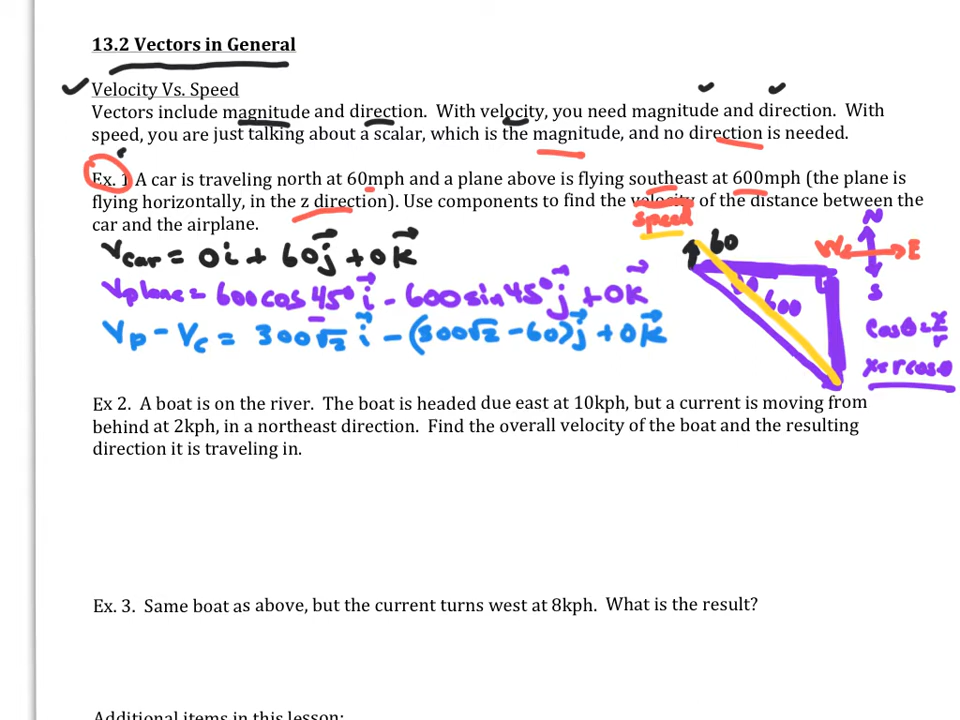 13.2 Vectors in General
Velocity Vs. Speed
Vectors include magnitude and direction. With velocity, you need magnitude and direction. With
speed, you are just talking about a scalar, which is the magnitude, and no direction is needed.
Ex. 1 A car is traveling north at 60mph and a plane above is flying southeast at 600mph (the plane is
flying horizontally, in the z direction). Use components to find the velocity of the distance between the
car and the airplane.
speed
N
W E
S
60
600
Vcar = 0i + 60j + 0k
Vplane = 600cos45° i - 600sin45° j + 0k
Vp - Vc = 300√2 i - (300√2 - 60)j + 0k
cosθ = x/r
x = r cosθ
Ex 2. A boat is on the river. The boat is headed due east at 10kph, but a current is moving from
behind at 2kph, in a northeast direction. Find the overall velocity of the boat and the resulting
direction it is traveling in.
Ex. 3. Same boat as above, but the current turns west at 8kph. What is the result?
Additional items in this lesson: